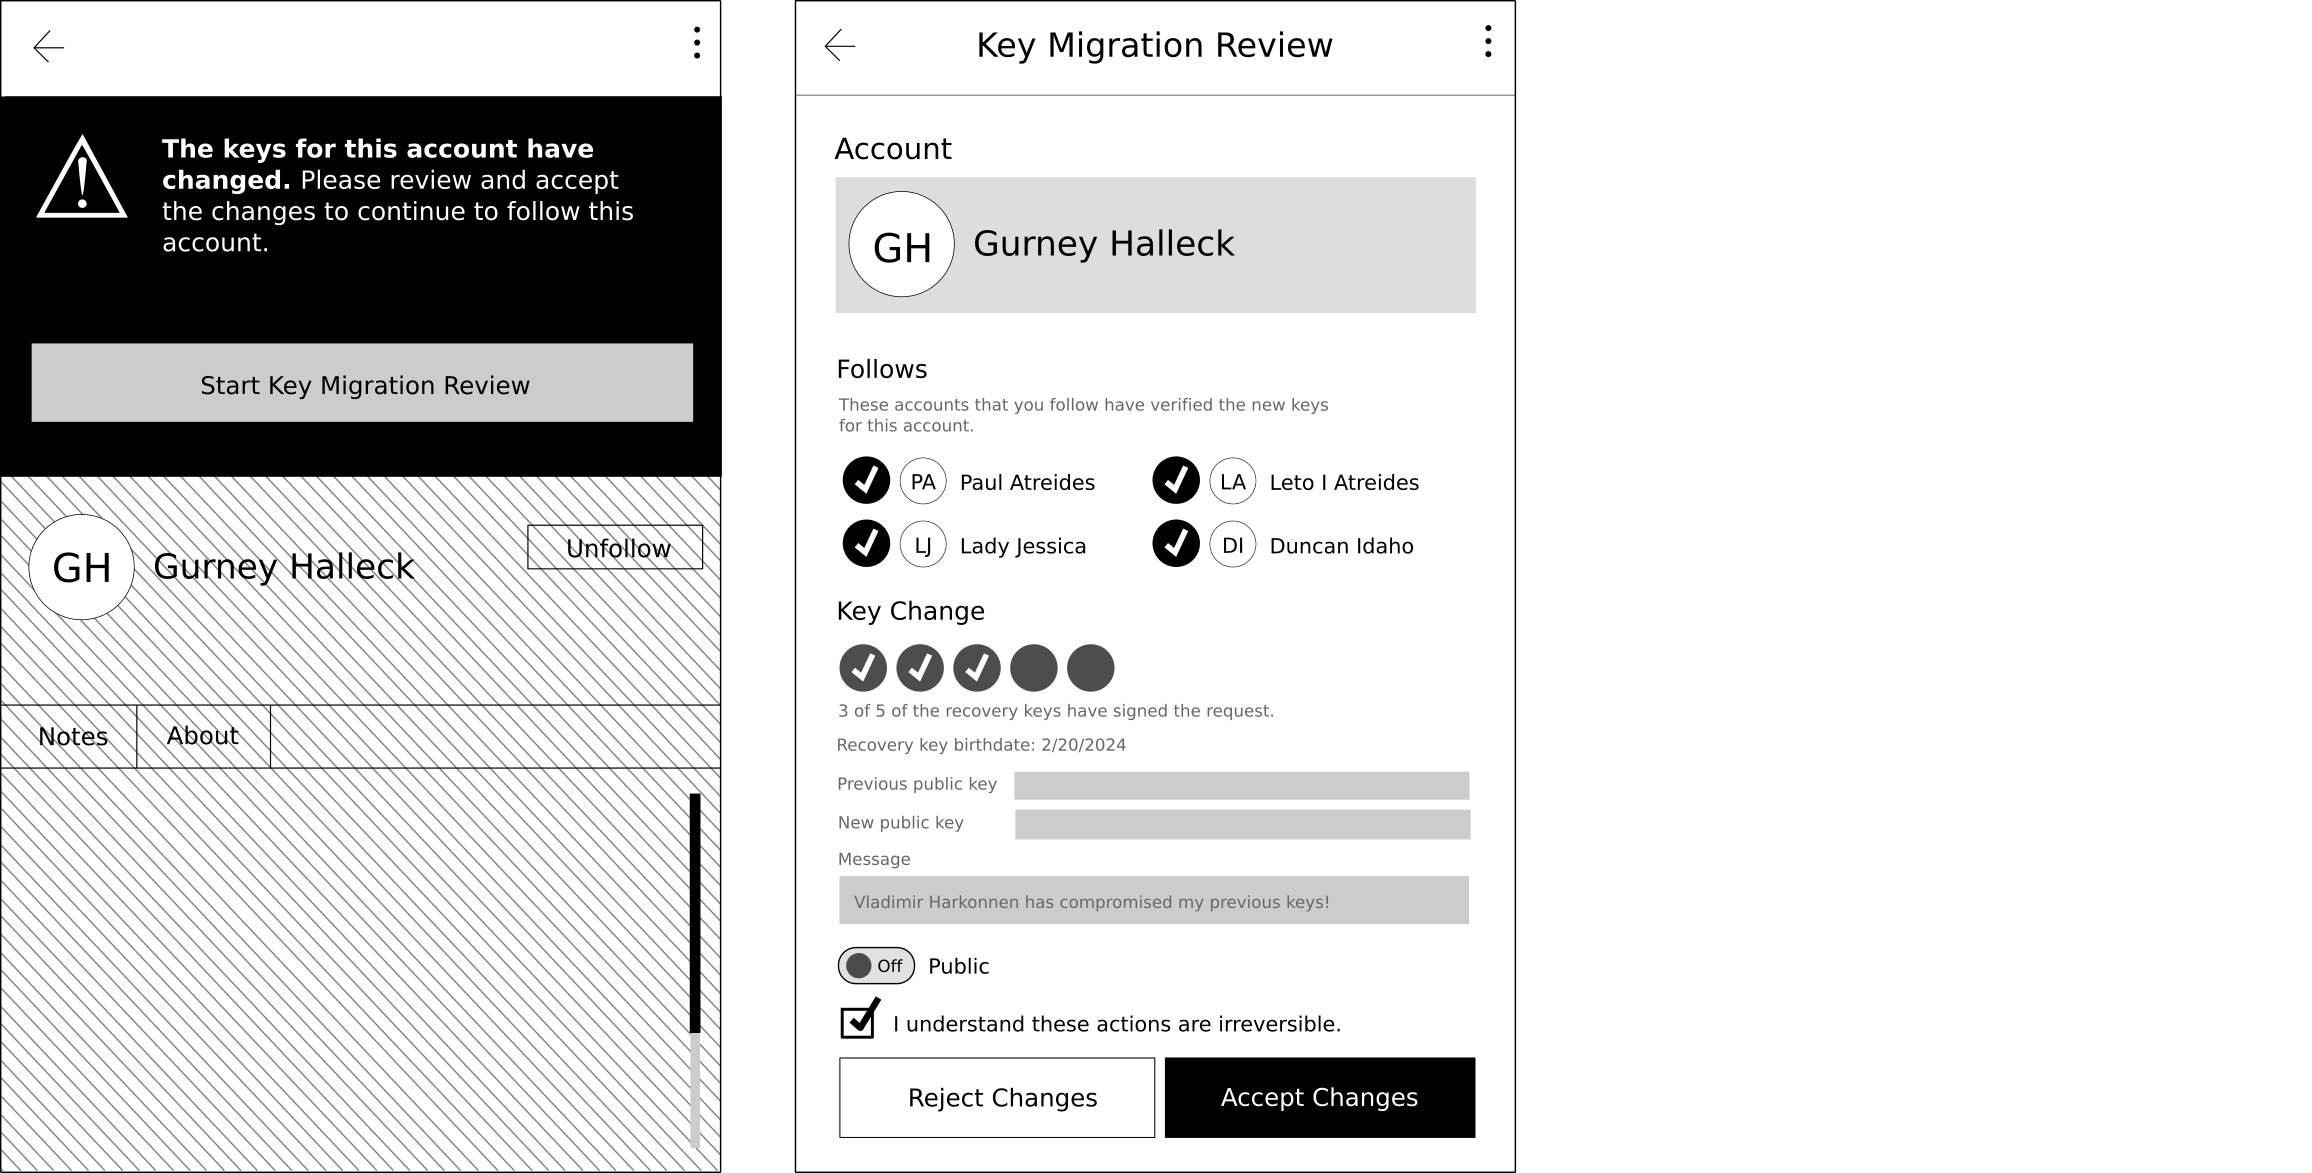 The keys for this account have
changed. Please review and accept
the changes to continue to follow this
account.
Start Key Migration Review
GH
Gurney Halleck
Unfollow
Notes
About
Key Migration Review
Account
GH
Gurney Halleck
Follows
These accounts that you follow have verified the new keys
for this account.
PA Paul Atreides
LA Leto I Atreides
LJ Lady Jessica
DI Duncan Idaho
Key Change
3 of 5 of the recovery keys have signed the request.
Recovery key birthdate: 2/20/2024
Previous public key
New public key
Message
Vladimir Harkonnen has compromised my previous keys!
Off Public
I understand these actions are irreversible.
Reject Changes
Accept Changes